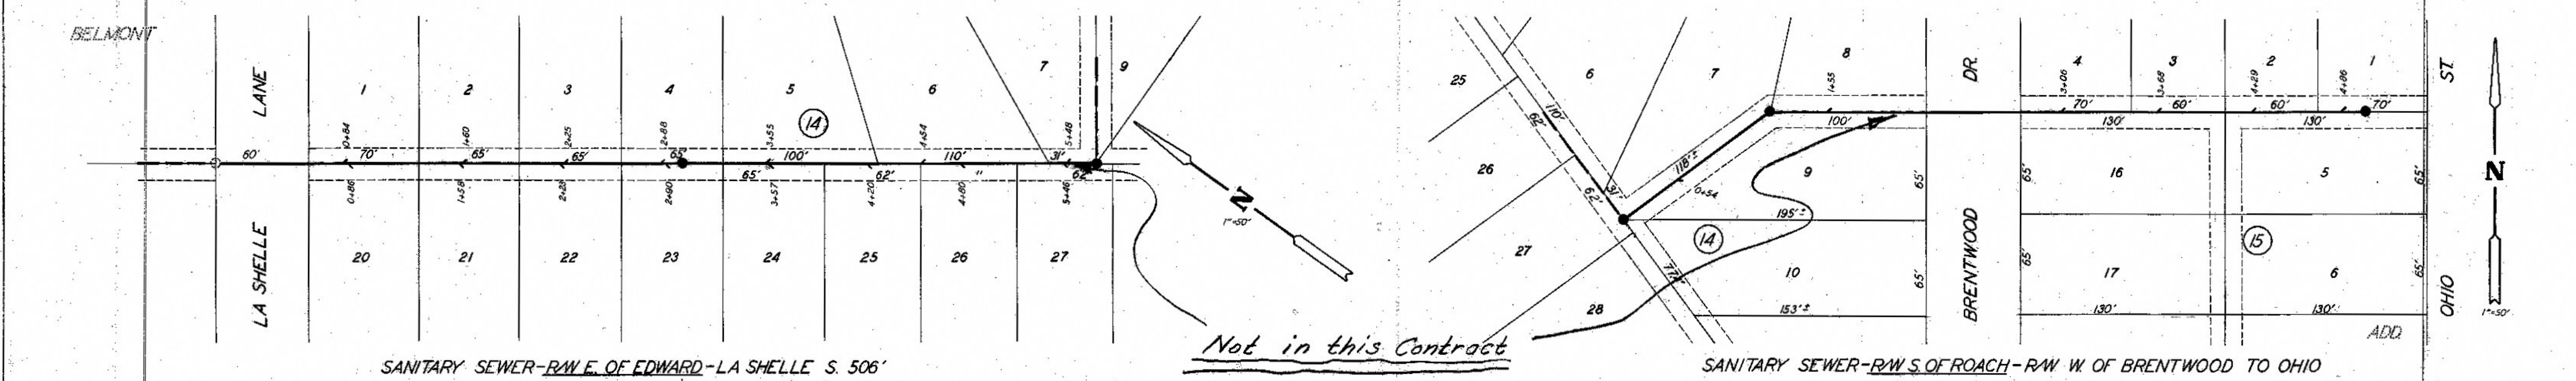 BELMONT
LA SHELLE LANE
1 2 3 4 5 6 7 9
14
0+84 1+60 2+25 2+88 3+55 4+54 5+48
60' 70' 65' 65' 65' 100' 110' 31'
65' 62' " 62'
0+86 1+58 2+90 3+57 4+20 4+80 5+46
20 21 22 23 24 25 26 27
N
1"=50'
SANITARY SEWER-R/W E. OF EDWARD-LA SHELLE S. 506'
Not in this Contract
25 6 7 8
26 27 28
110' 62' 62' 31' 77'
118'± 0+54
1+55 100'
9
195'±
14
10
153'±
65' 65'
BRENTWOOD DR.
4 3 2 1
3+06 3+68 4+29 4+86
70' 60' 60' 70'
130' 130'
65' 16 5 65'
15
65' 17 6 65'
130' 130'
ADD.
OHIO ST.
N
1"=50'
SANITARY SEWER-R/W S. OF ROACH-R/W W. OF BRENTWOOD TO OHIO